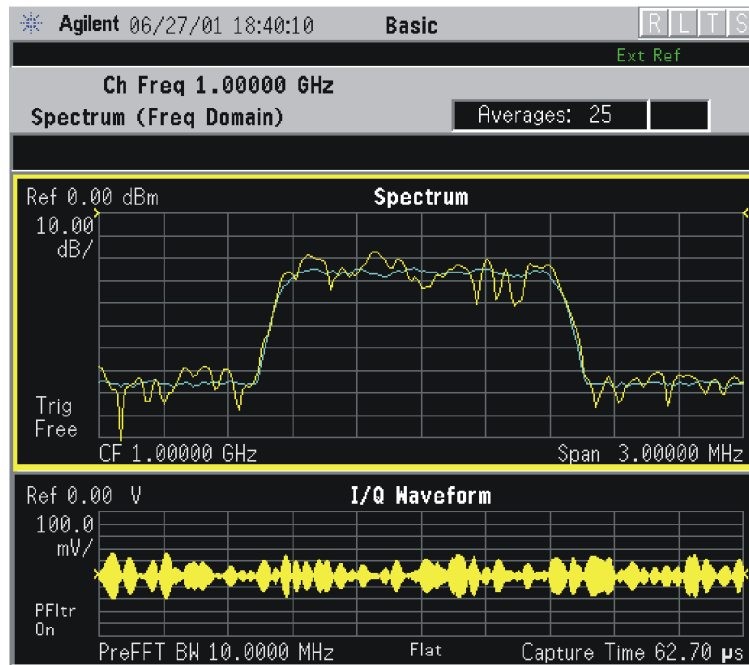 Agilent 06/27/01 18:40:10 Basic R L T S
Ext Ref
Ch Freq 1.00000 GHz
Spectrum (Freq Domain) Averages: 25
Ref 0.00 dBm Spectrum
10.00
dB/
Trig
Free
CF 1.00000 GHz Span 3.00000 MHz
Ref 0.00 V I/Q Waveform
100.0
mV/
PFltr
On
PreFFT BW 10.0000 MHz Flat Capture Time 62.70 µs